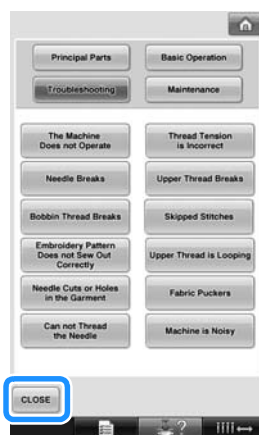 Principal Parts
Basic Operation
Troubleshooting
Maintenance
The Machine
Does not Operate
Thread Tension
is Incorrect
Needle Breaks
Upper Thread Breaks
Bobbin Thread Breaks
Skipped Stitches
Embroidery Pattern
Does not Sew Out
Correctly
Upper Thread is Looping
Needle Cuts or Holes
in the Garment
Fabric Puckers
Can not Thread
the Needle
Machine is Noisy
CLOSE
?